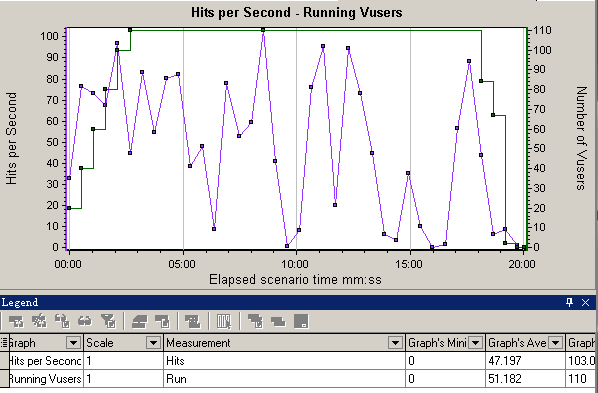 Hits per Second - Running Vusers
100
90
80
70
60
50
40
30
20
10
0
Hits per Second
110
100
90
80
70
60
50
40
30
20
10
0
Number of Vusers
00:00 05:00 10:00 15:00 20:00
Elapsed scenario time mm:ss
Legend
Graph Scale Measurement Graph's Mini Graph's Ave Graph
Hits per Second 1 Hits 0 47.197 103.0
Running Vusers 1 Run 0 51.182 110